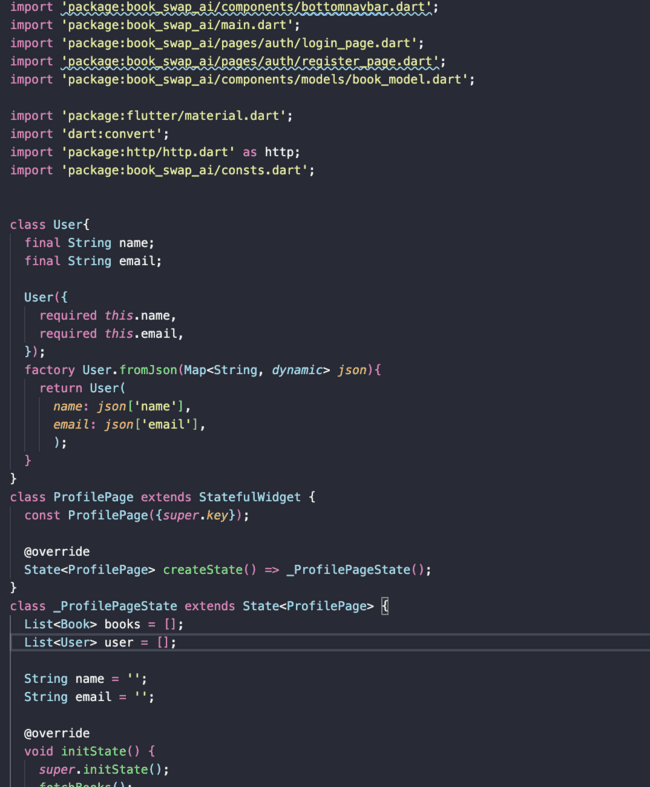 import 'package:book_swap_ai/components/bottomnavbar.dart';
import 'package:book_swap_ai/main.dart';
import 'package:book_swap_ai/pages/auth/login_page.dart';
import 'package:book_swap_ai/pages/auth/register_page.dart';
import 'package:book_swap_ai/components/models/book_model.dart';
import 'package:flutter/material.dart';
import 'dart:convert';
import 'package:http/http.dart' as http;
import 'package:book_swap_ai/consts.dart';
class User{
final String name;
final String email;
User({
required this.name,
required this.email,
});
factory User.fromJson(Map<String, dynamic> json){
return User(
name: json['name'],
email: json['email'],
);
}
}
class ProfilePage extends StatefulWidget {
const ProfilePage({super.key});
@override
State<ProfilePage> createState() => _ProfilePageState();
}
class _ProfilePageState extends State<ProfilePage> {
List<Book> books = [];
List<User> user = [];
String name = '';
String email = '';
@override
void initState() {
super.initState();
fetchBooks();